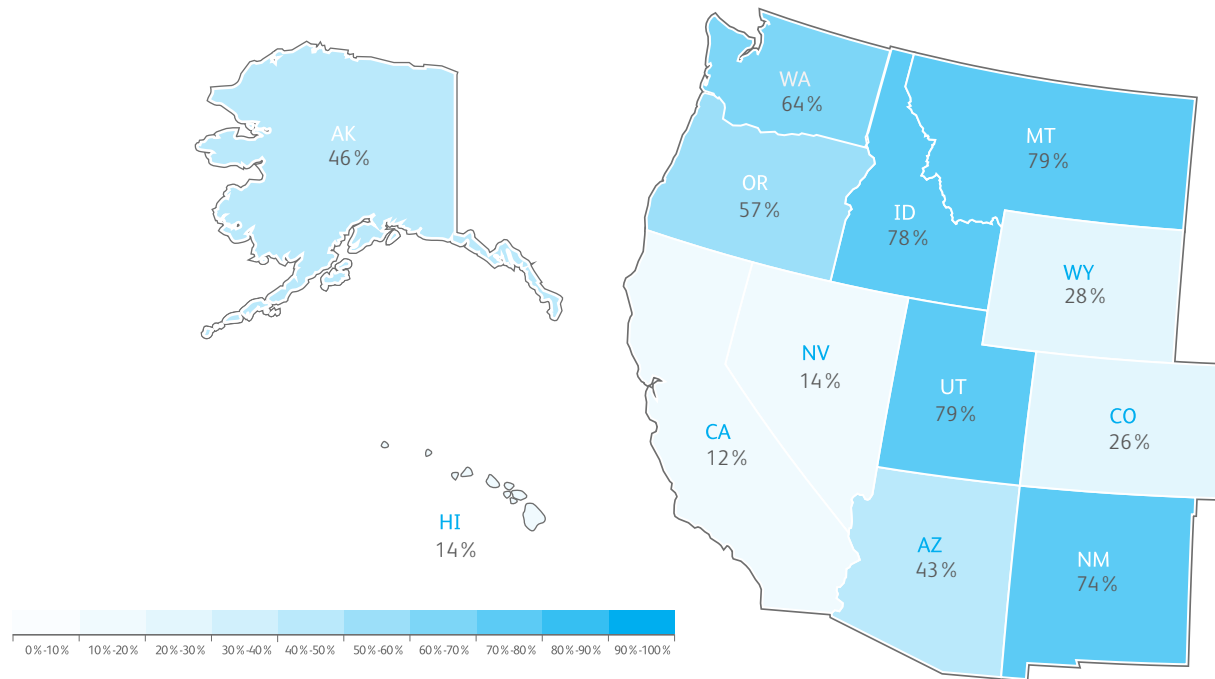 WA
64%
AK
46%
MT
79%
OR
57%
ID
78%
WY
28%
NV
14%
UT
79%
CO
26%
CA
12%
HI
14%
AZ
43%
NM
74%
0%-10% 10%-20% 20%-30% 30%-40% 40%-50% 50%-60% 60%-70% 70%-80% 80%-90% 90%-100%